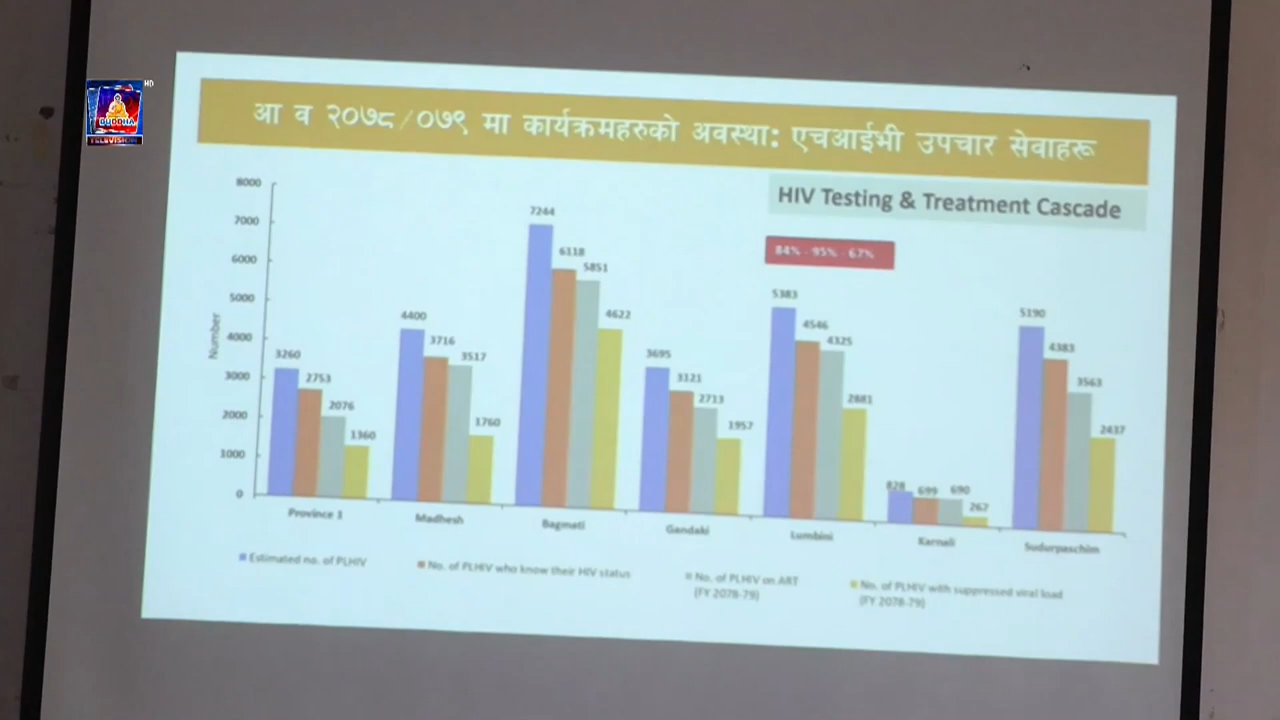 HD
BUDDHA
TELEVISION
आ व २०७८/०७९ मा कार्यक्रमहरुको अवस्था: एचआईभी उपचार सेवाहरू
HIV Testing & Treatment Cascade
84% - 95% - 67%
Number
8000
7000
6000
5000
4000
3000
2000
1000
0
3260 2753 2076 1360
4400 3716 3517 1760
7244 6118 5851 4622
3695 3121 2713 1957
5383 4546 4325 2881
828 699 690 267
5190 4383 3563 2437
Province 1 Madhesh Bagmati Gandaki Lumbini Karnali Sudurpaschim
Estimated no. of PLHIV
No. of PLHIV who know their HIV status
No. of PLHIV on ART
(FY 2078-79)
No. of PLHIV with suppressed viral load
(FY 2078-79)